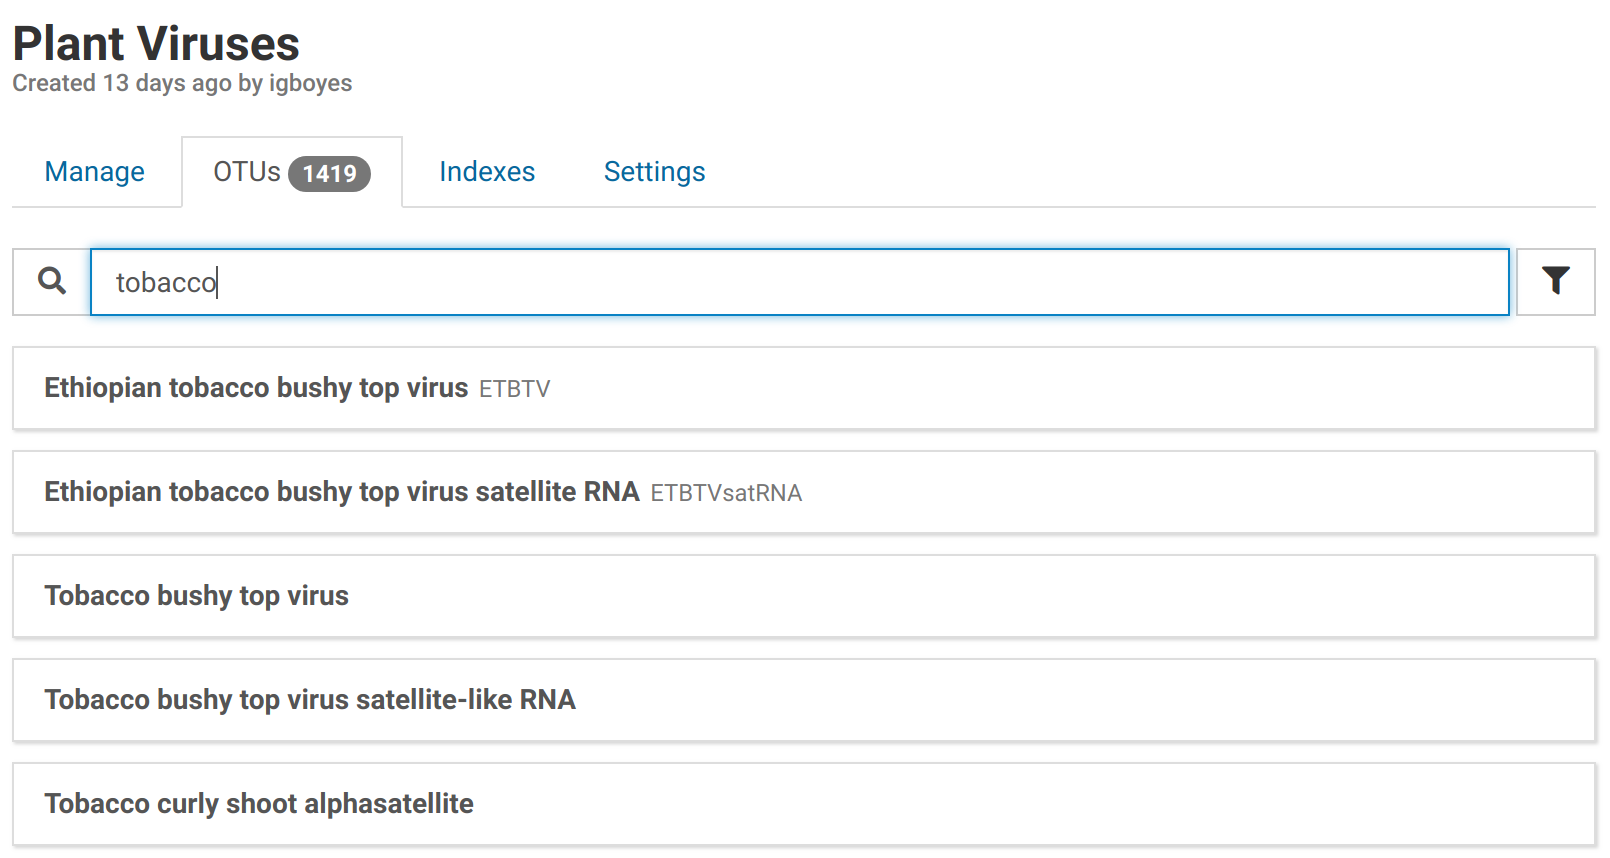 Plant Viruses
Created 13 days ago by igboyes
Manage OTUs 1419 Indexes Settings
tobacco
Ethiopian tobacco bushy top virus ETBTV
Ethiopian tobacco bushy top virus satellite RNA ETBTVsatRNA
Tobacco bushy top virus
Tobacco bushy top virus satellite-like RNA
Tobacco curly shoot alphasatellite